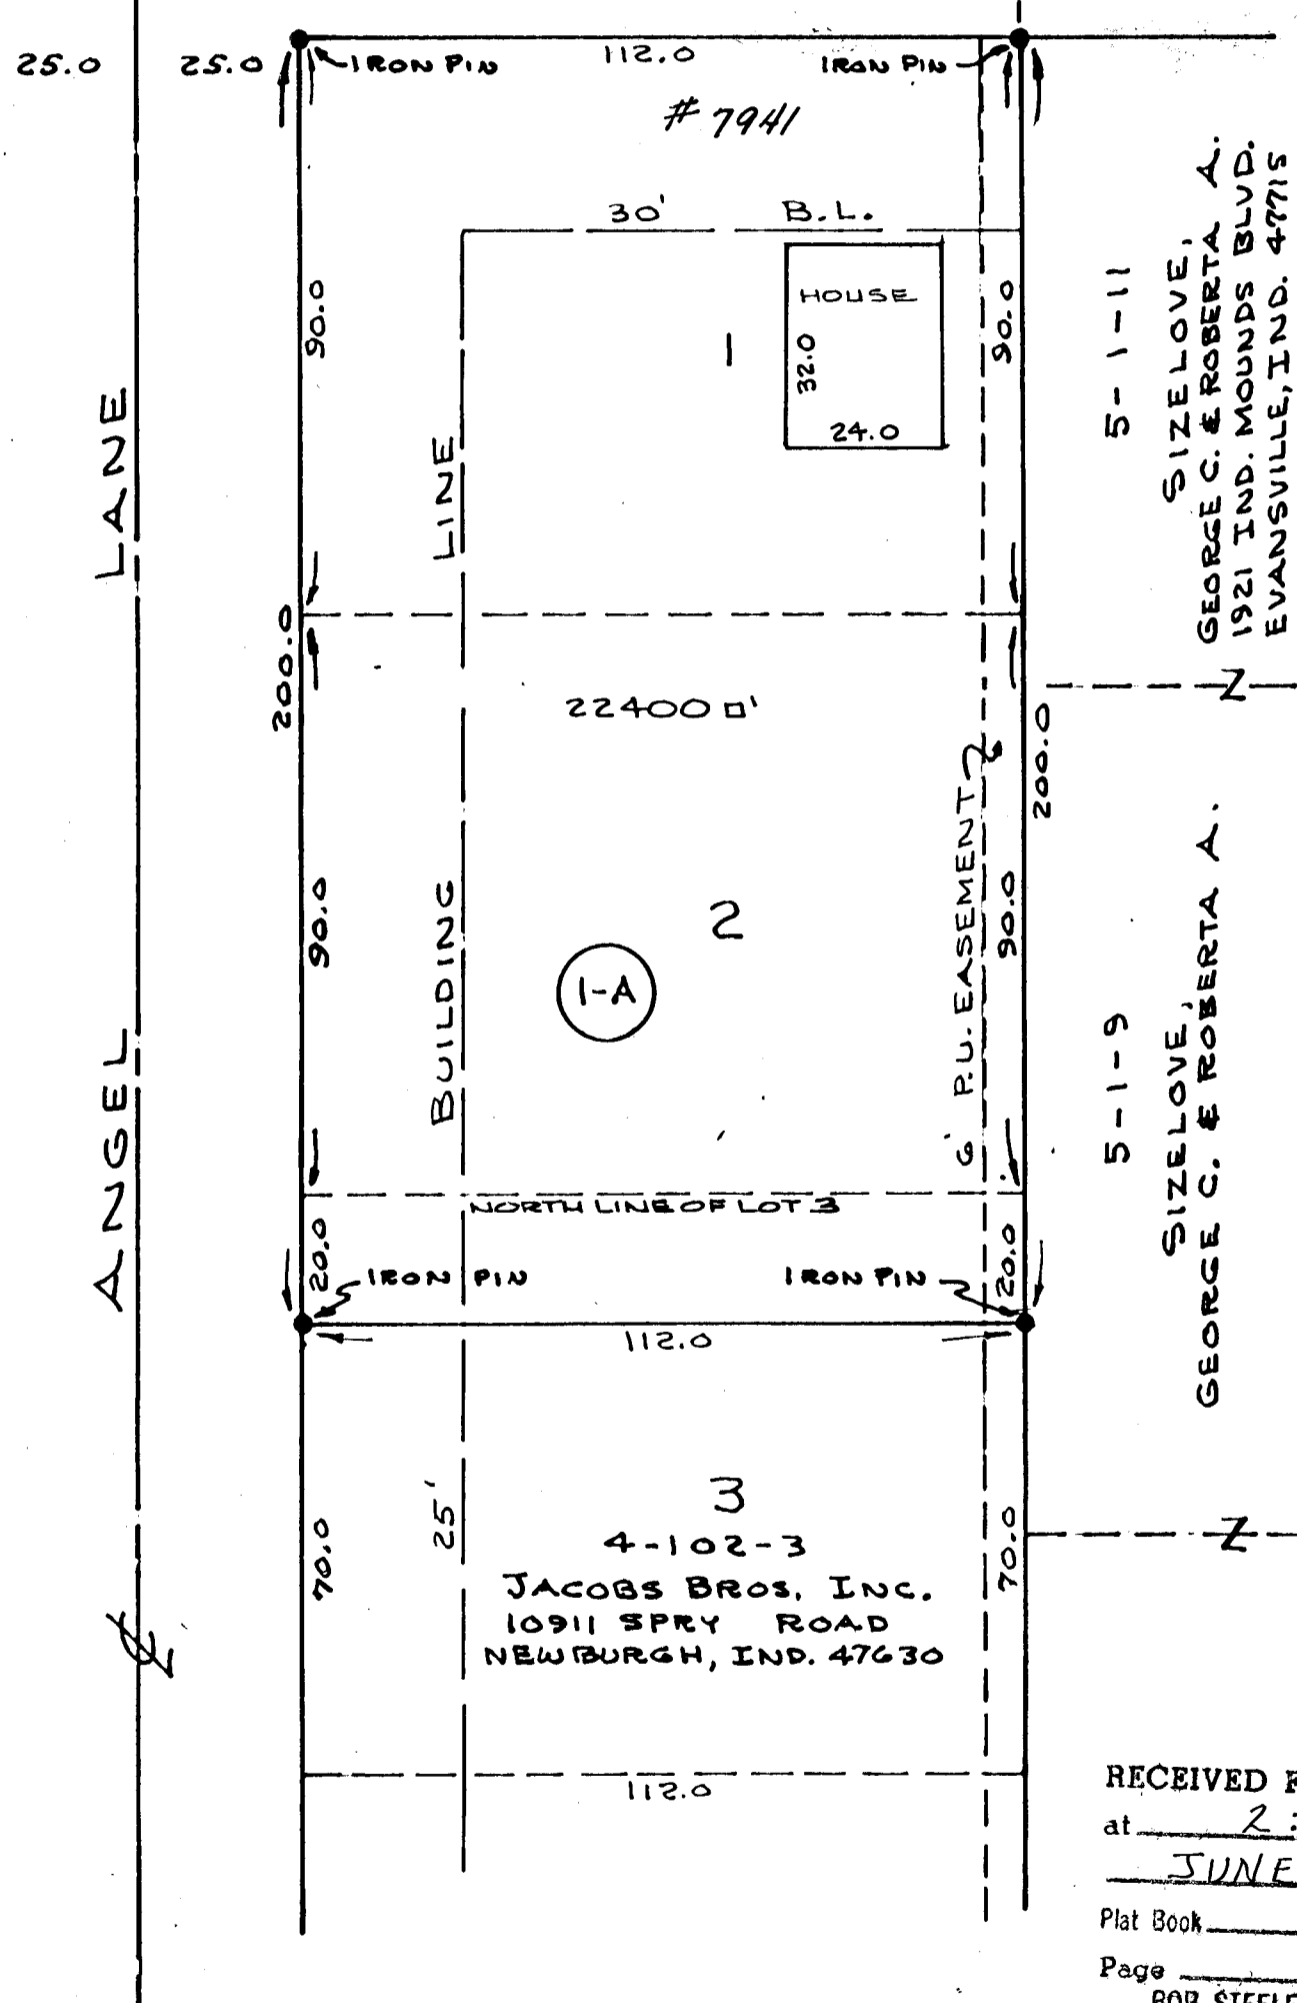 25.0
25.0
IRON PIN
112.0
IRON PIN
# 7941
30' B.L.
HOUSE
32.0
24.0
1
90.0
90.0
LANE
LINE
200.0
22400 □'
200.0
90.0
90.0
2
1-A
BUILDING
6' P.U. EASEMENT
ANGEL
NORTH LINE OF LOT 3
20.0
20.0
IRON PIN
IRON PIN
112.0
25'
3
4-102-3
JACOBS BROS, INC.
10911 SPRY ROAD
NEWBURGH, IND. 47630
70.0
70.0
112.0
5-1-11
SIZELOVE,
GEORGE C. & ROBERTA A.
1921 IND. MOUNDS BLVD.
EVANSVILLE, IND. 47715
5-1-9
SIZELOVE,
GEORGE C. & ROBERTA A.
RECEIVED
at 2:
JUNE
Plat Book
Page
BOB STEELE